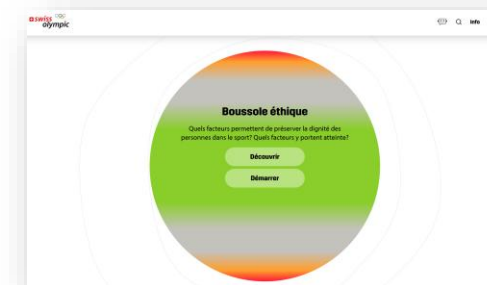 swiss olympic
Info
Boussole éthique
Quels facteurs permettent de préserver la dignité des
personnes dans le sport? Quels facteurs y portent atteinte?
Découvrir
Démarrer